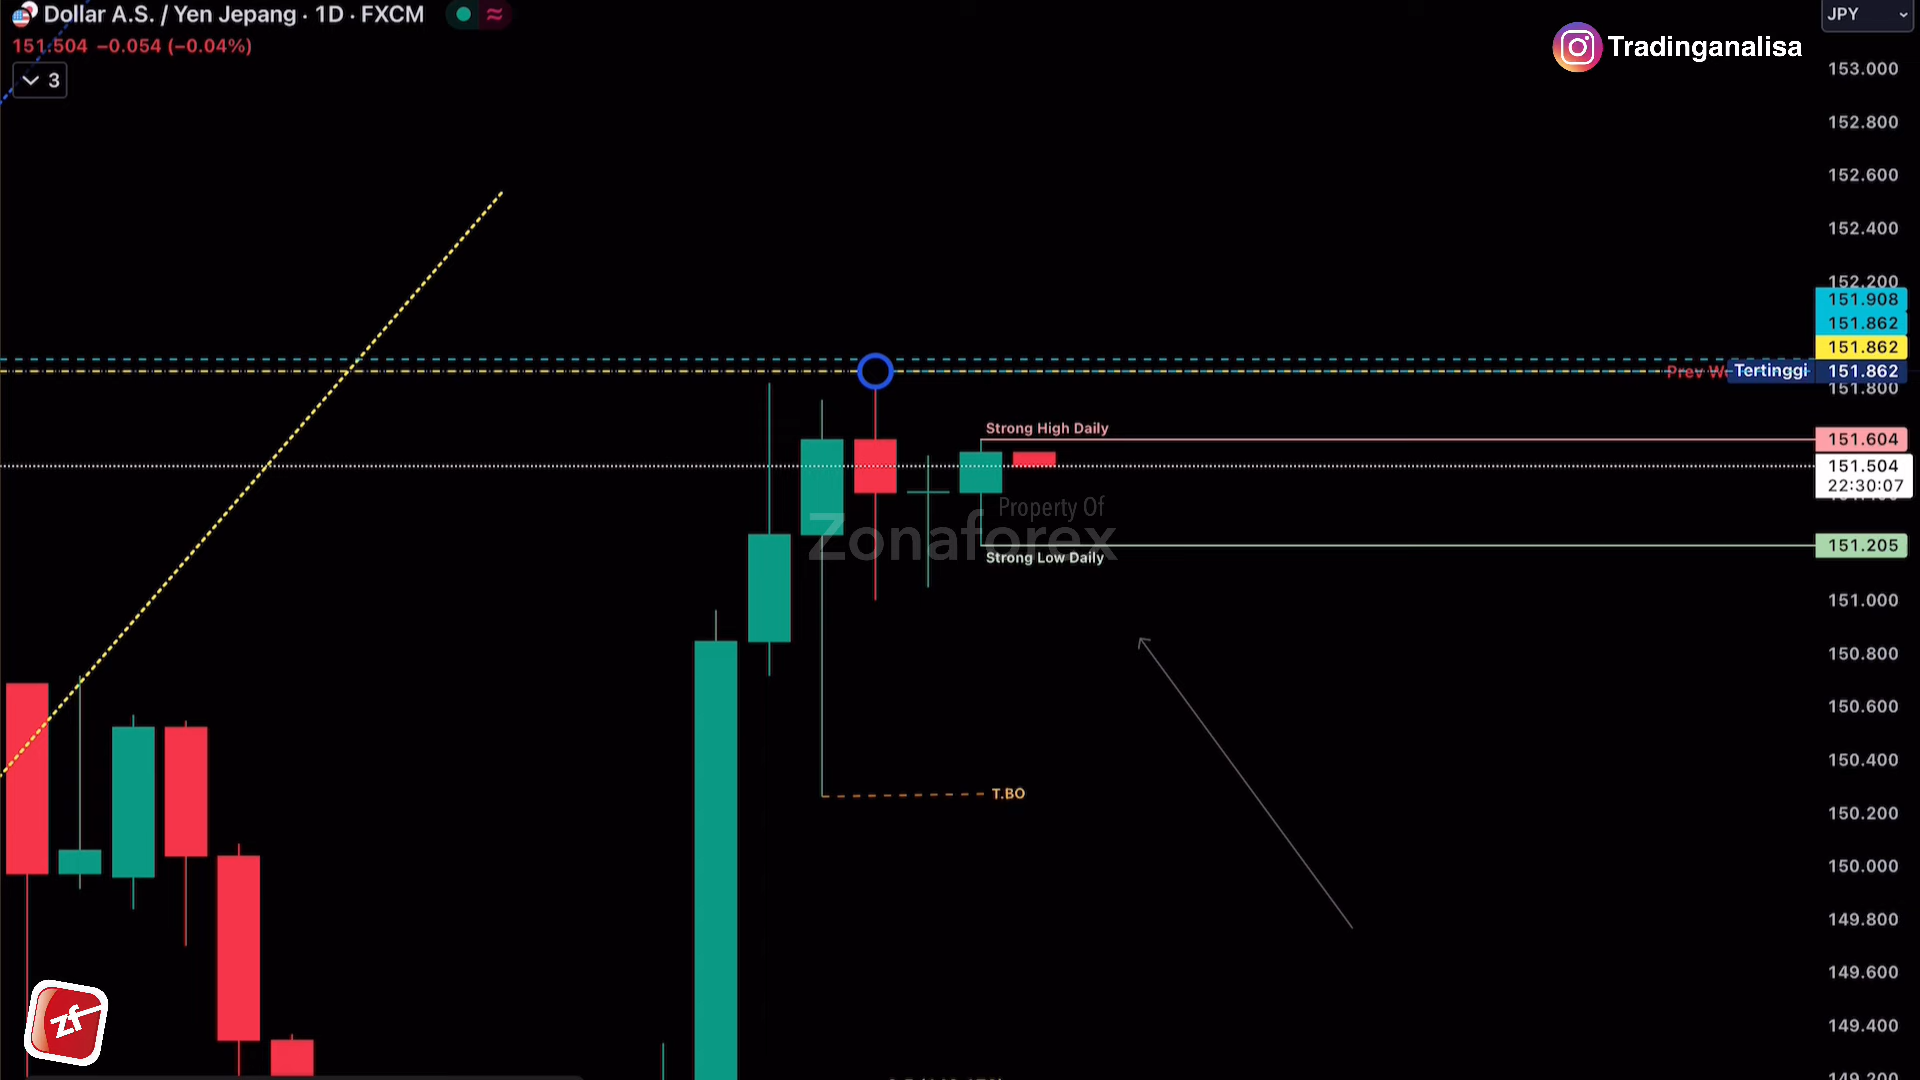 Dollar A.S. / Yen Jepang · 1D · FXCM
151.504 −0.054 (−0.04%)
3
Tradinganalisa
JPY
153.000
152.800
152.600
152.400
152.200
151.908
151.862
151.862
Tertinggi
151.862
151.800
Strong High Daily
151.604
151.504
22:30:07
Property Of
Zonaforex
Strong Low Daily
151.205
151.000
150.800
150.600
150.400
T.BO
150.200
150.000
149.800
149.600
149.400
149.200
zf